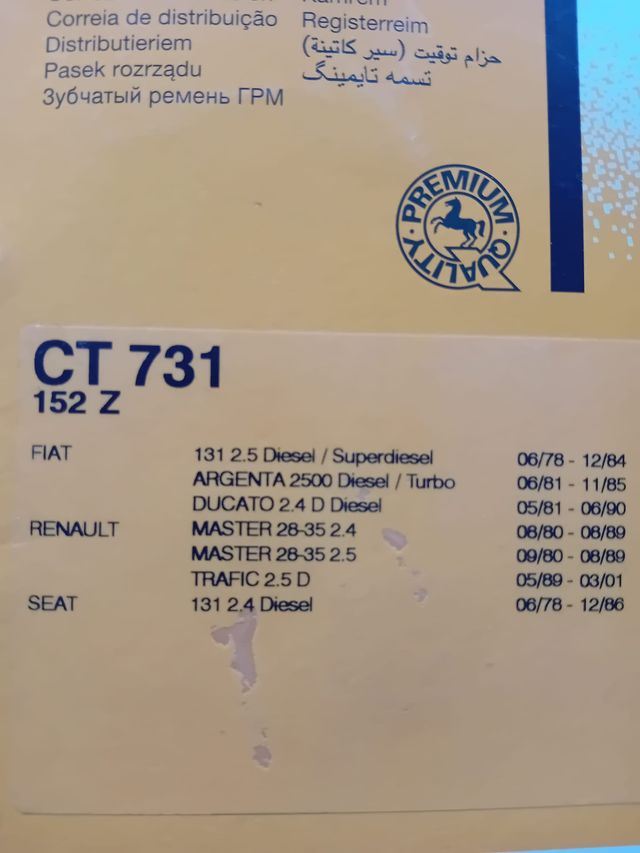 Correia de distribuição
Distributieriem
Pasek rozrządu
Зубчатый ремень ГРМ
Kamrem
Registerreim
حزام توقيت (سير كاتينة)
تسمه تايمينگ
PREMIUM · QUALITY ·
CT 731
152 Z
FIAT 131 2.5 Diesel / Superdiesel 06/78 - 12/84
ARGENTA 2500 Diesel / Turbo 06/81 - 11/85
DUCATO 2.4 D Diesel 05/81 - 06/90
RENAULT MASTER 28-35 2.4 08/80 - 08/89
MASTER 28-35 2.5 09/80 - 08/89
TRAFIC 2.5 D 05/89 - 03/01
SEAT 131 2.4 Diesel 06/78 - 12/86